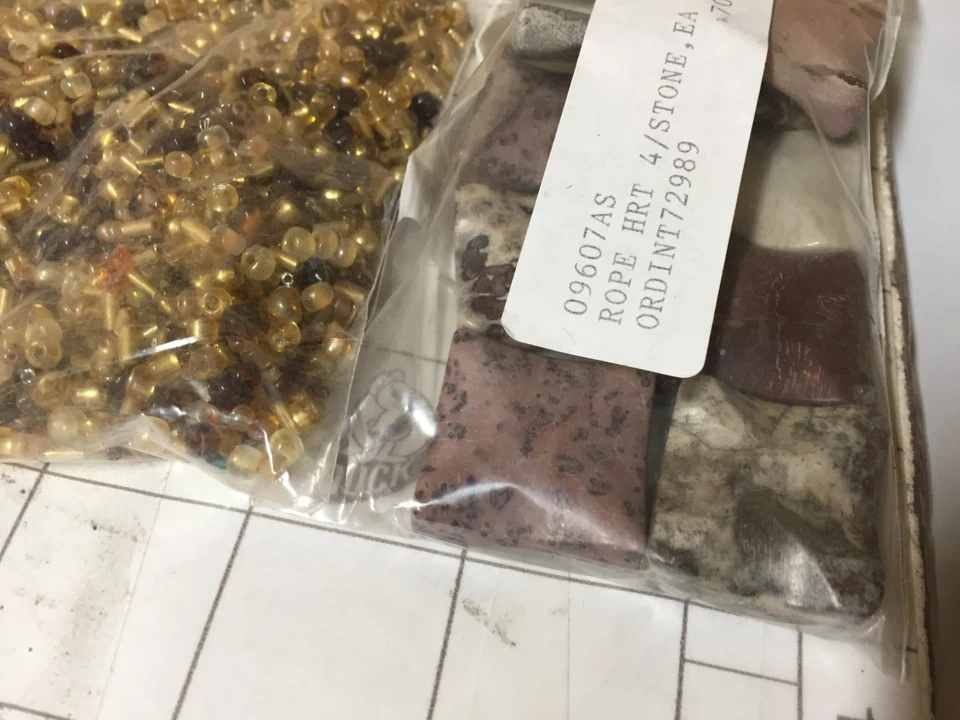 09607AS
ROPE HRT 4/STONE,EA
ORDINT72989